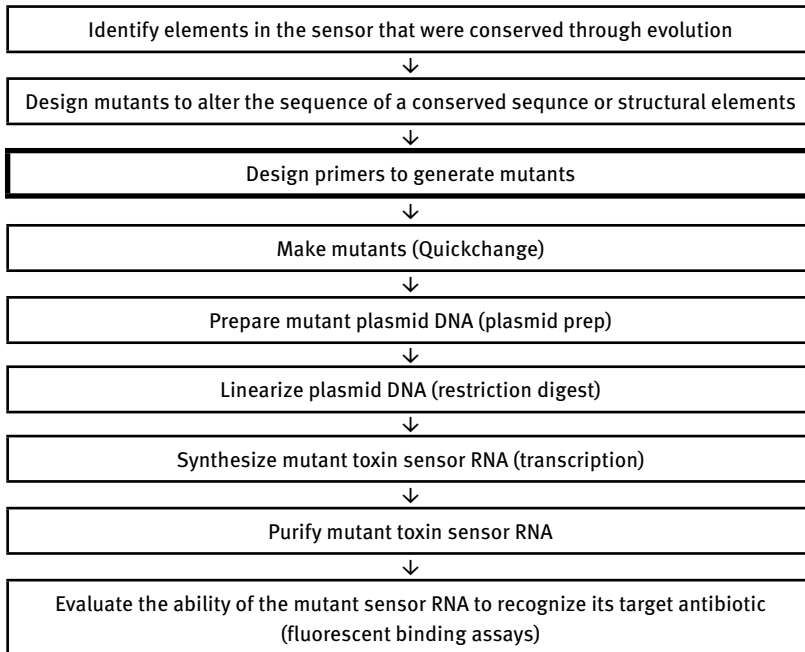 Identify elements in the sensor that were conserved through evolution
↓
Design mutants to alter the sequence of a conserved sequnce or structural elements
↓
Design primers to generate mutants
↓
Make mutants (Quickchange)
↓
Prepare mutant plasmid DNA (plasmid prep)
↓
Linearize plasmid DNA (restriction digest)
↓
Synthesize mutant toxin sensor RNA (transcription)
↓
Purify mutant toxin sensor RNA
↓
Evaluate the ability of the mutant sensor RNA to recognize its target antibiotic
(fluorescent binding assays)